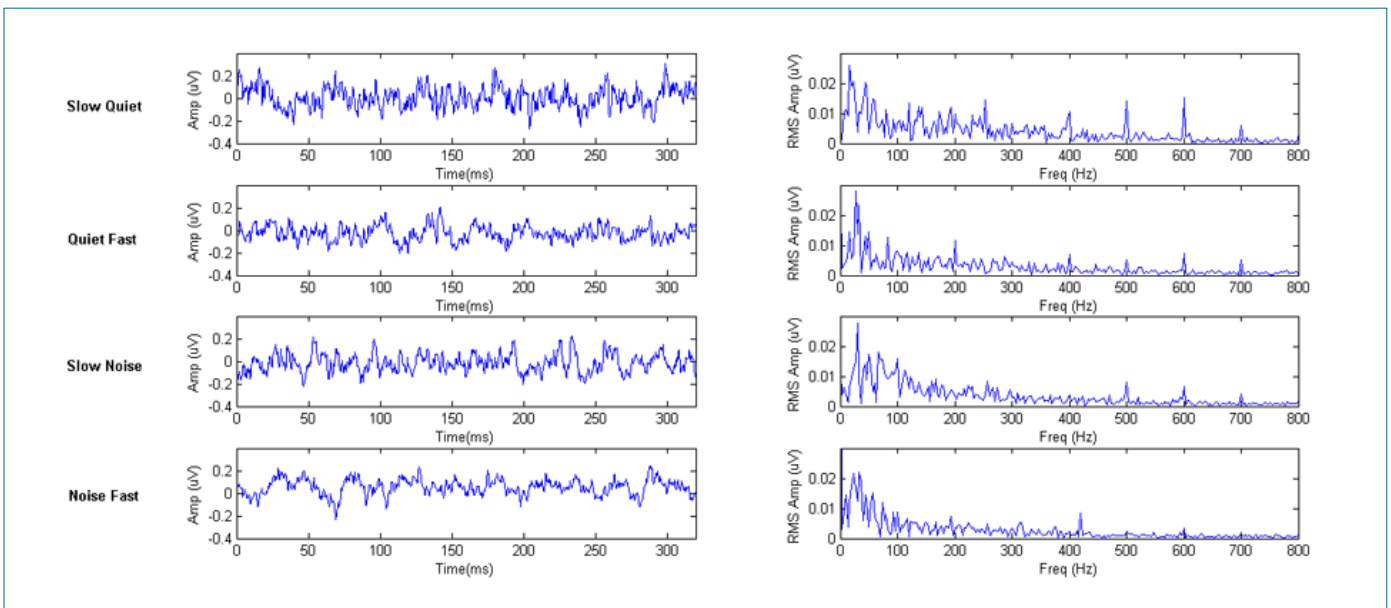 Slow Quiet
Amp (uV)
0.2
0
-0.2
-0.4
0 50 100 150 200 250 300
Time(ms)
RMS Amp (uV)
0.02
0.01
0
0 100 200 300 400 500 600 700 800
Freq (Hz)
Quiet Fast
Amp (uV)
0.2
0
-0.2
-0.4
0 50 100 150 200 250 300
Time(ms)
RMS Amp (uV)
0.02
0.01
0
0 100 200 300 400 500 600 700 800
Freq (Hz)
Slow Noise
Amp (uV)
0.2
0
-0.2
-0.4
0 50 100 150 200 250 300
Time(ms)
RMS Amp (uV)
0.02
0.01
0
0 100 200 300 400 500 600 700 800
Freq (Hz)
Noise Fast
Amp (uV)
0.2
0
-0.2
-0.4
0 50 100 150 200 250 300
Time(ms)
RMS Amp (uV)
0.02
0.01
0
0 100 200 300 400 500 600 700 800
Freq (Hz)